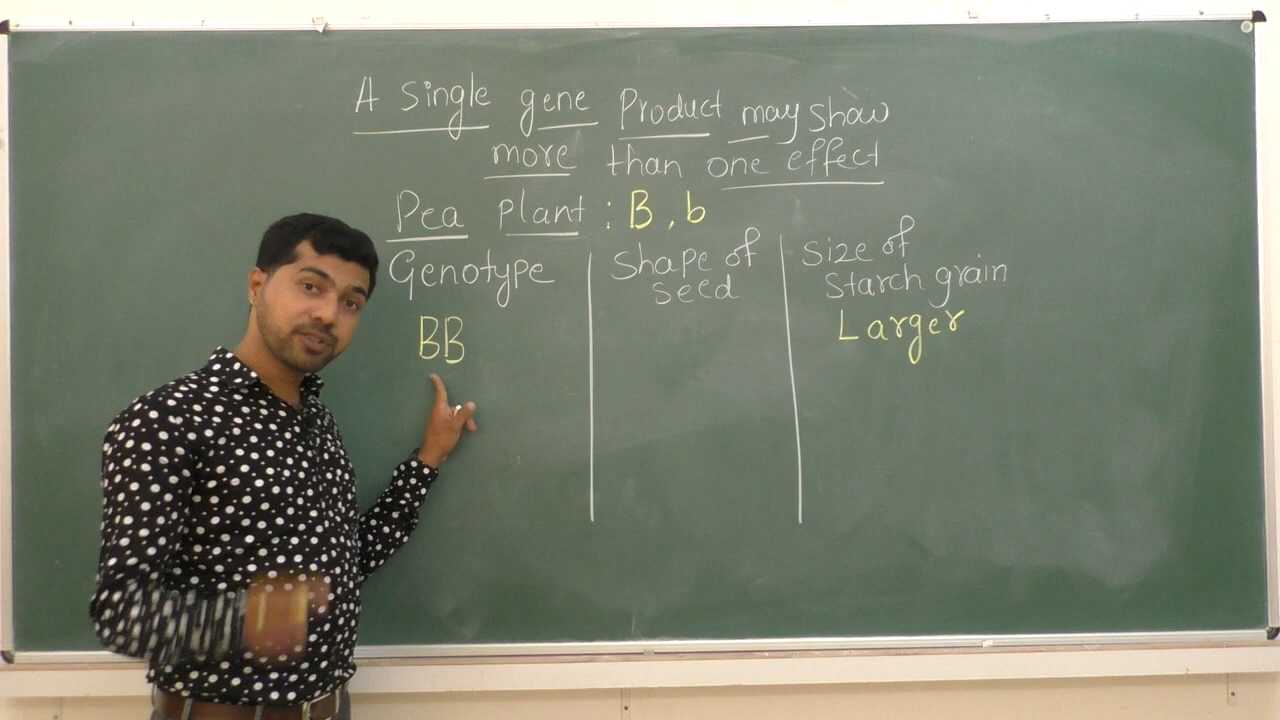 A Single gene Product may show
more than one effect
Pea plant : B, b
Genotype
Shape of
seed
Size of
Starch grain
BB
Larger